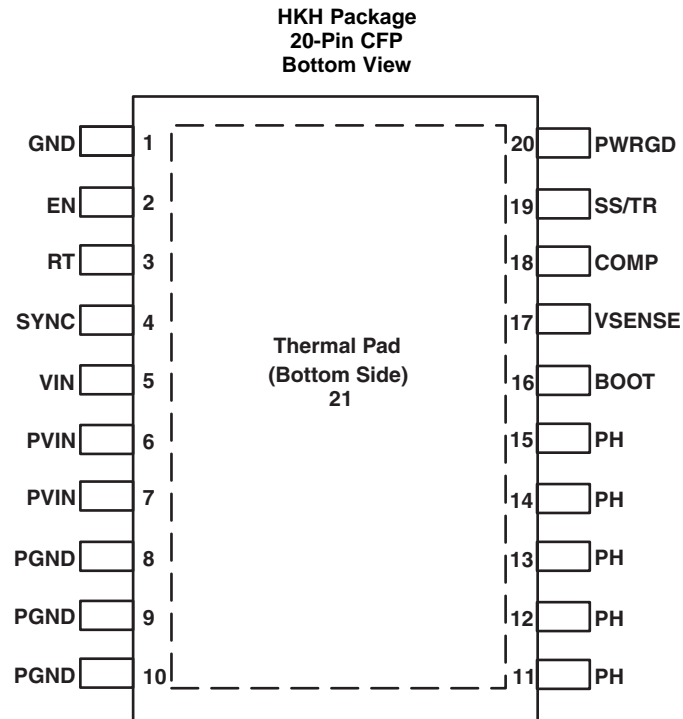 HKH Package
20-Pin CFP
Bottom View
GND 1 20 PWRGD
EN 2 19 SS/TR
RT 3 18 COMP
SYNC 4 17 VSENSE
Thermal Pad
(Bottom Side)
21
VIN 5 16 BOOT
PVIN 6 15 PH
PVIN 7 14 PH
PGND 8 13 PH
PGND 9 12 PH
PGND 10 11 PH